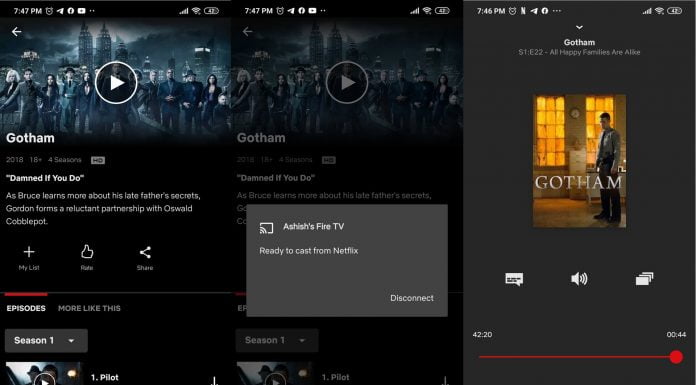 7:47 PM
42
Gotham
2018 18+ 4 Seasons HD
"Damned If You Do"
As Bruce learns more about his late father's secrets,
Gordon forms a reluctant partnership with Oswald
Cobblepot.
My List
Rate
Share
EPISODES MORE LIKE THIS
Season 1
1. Pilot
7:47 PM
42
Gotham
2018 18+ 4 Seasons HD
"Damned If You Do"
As Bruce learns more about his late father's secrets,
Ashish's Fire TV
Ready to cast from Netflix
Disconnect
EPISODES MORE LIKE THIS
Season 1
1. Pilot
7:46 PM
42
Gotham
S1:E22 - All Happy Families Are Alike
GOTHAM
42:20
00:44